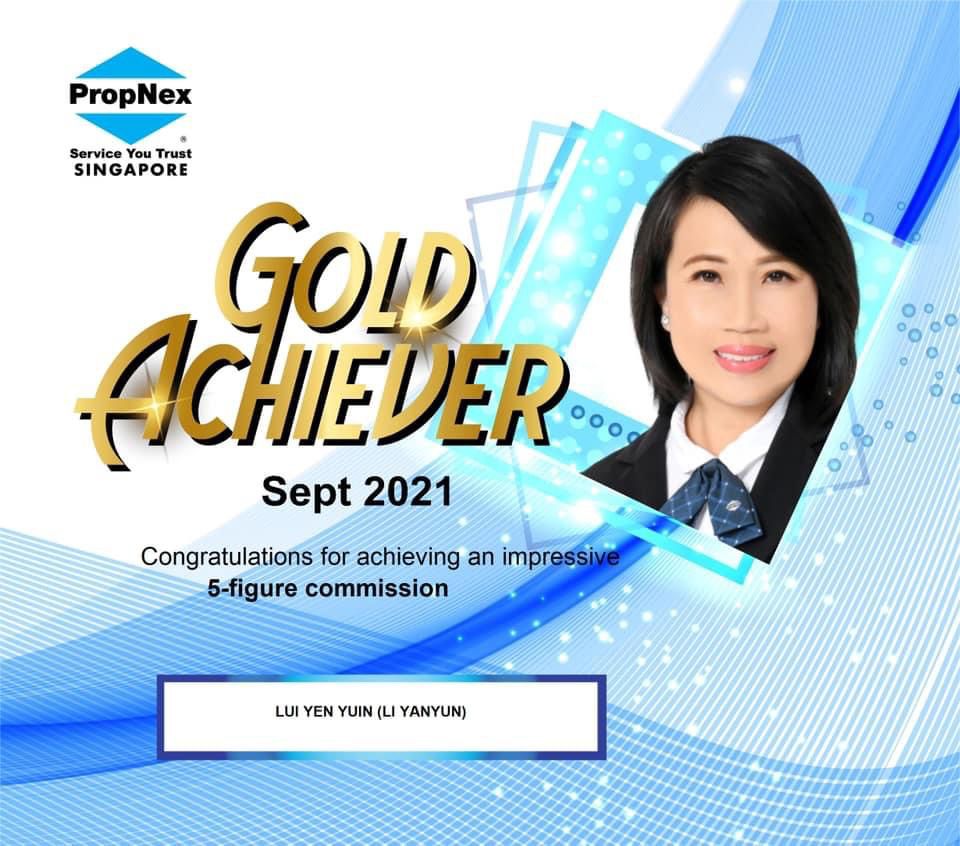 PropNex
®
Service You Trust
SINGAPORE
GOLD
ACHIEVER
Sept 2021
Congratulations for achieving an impressive
5-figure commission
LUI YEN YUIN (LI YANYUN)